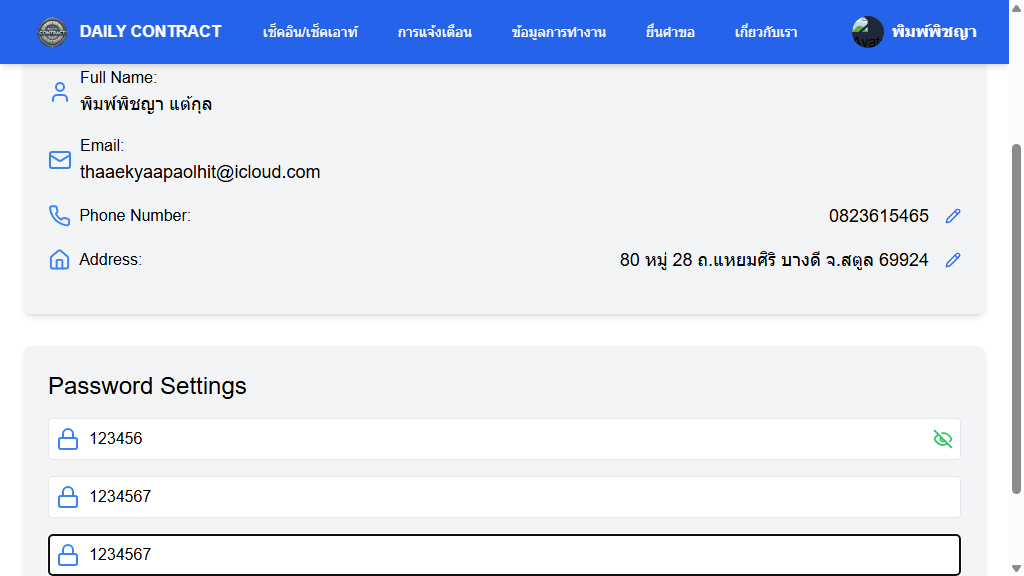 DAILY CONTRACT
เช็คอิน/เช็คเอาท์
การแจ้งเตือน
ข้อมูลการทำงาน
ยื่นคำขอ
เกี่ยวกับเรา
พิมพ์พิชญา
Full Name:
พิมพ์พิชญา แต้กุล
Email:
thaaekyaapaolhit@icloud.com
Phone Number:
0823615465
Address:
80 หมู่ 28 ถ.แหยมศิริ บางดี จ.สตูล 69924
Password Settings
123456
1234567
1234567